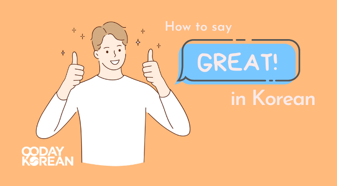 How to say
GREAT!
in Korean
90DAY
KOREAN